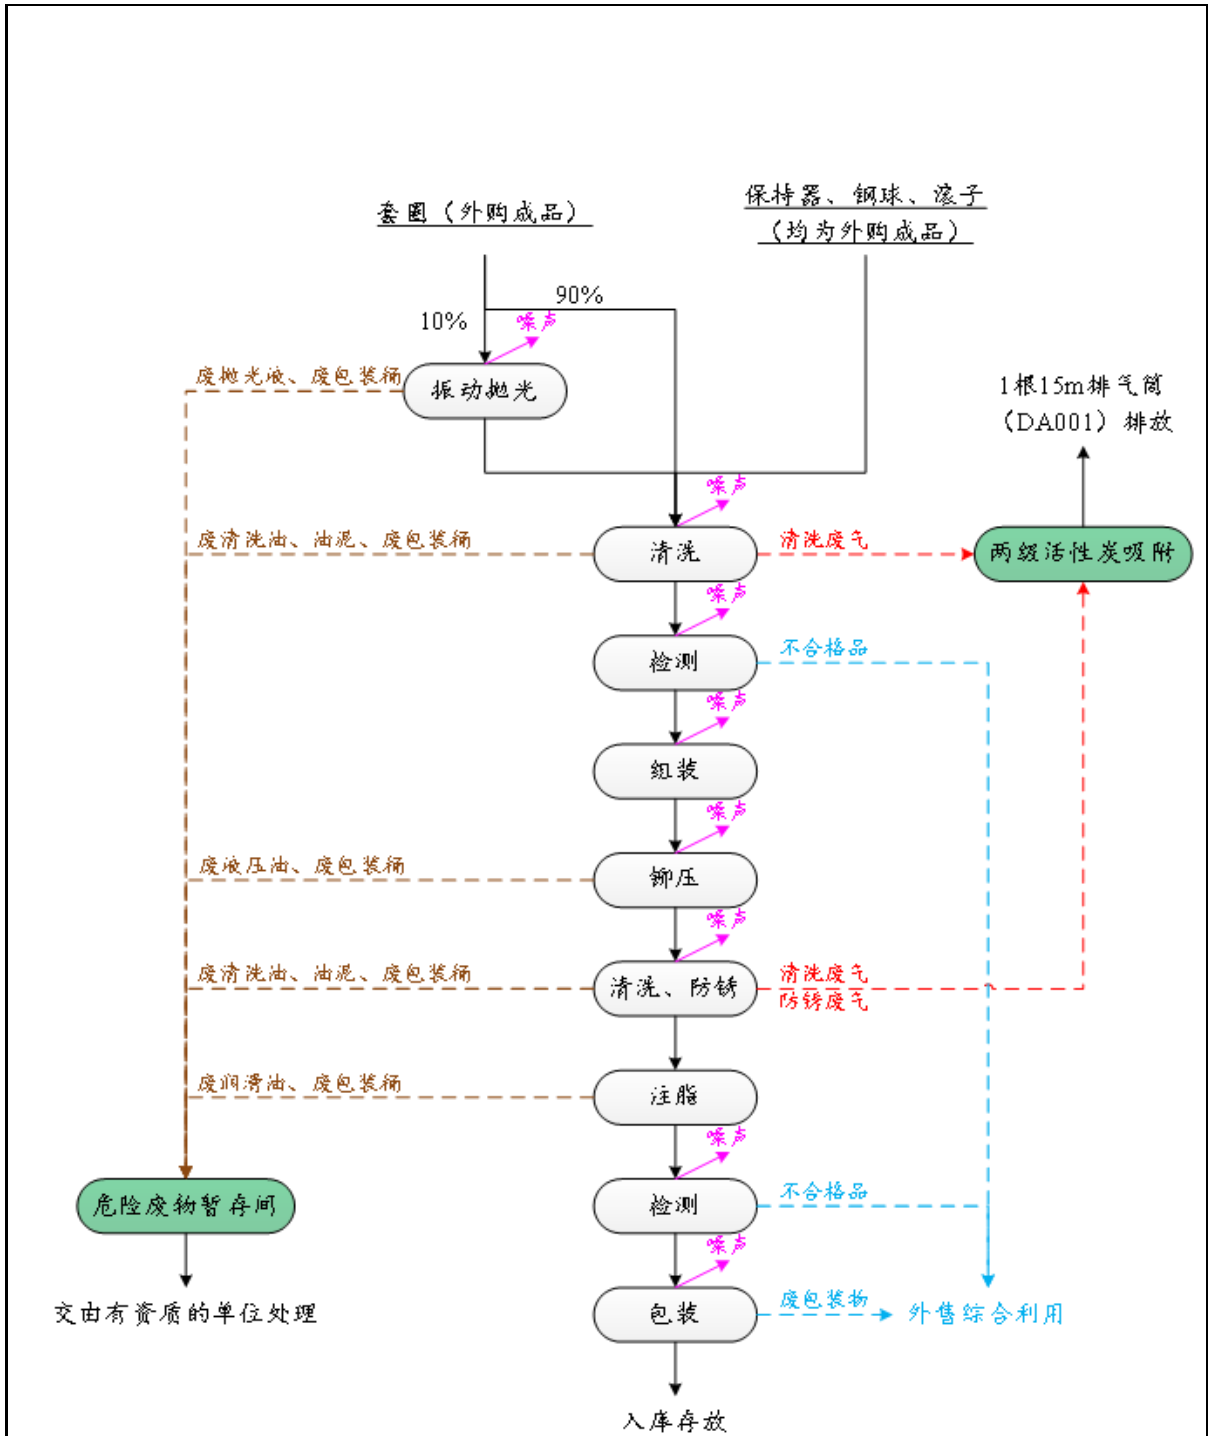 套圈（外购成品）
保持器、钢球、滚子
（均为外购成品）
90%
10%
噪声
废抛光液、废包装桶
振动抛光
1根15m排气筒
（DA001）排放
噪声
废清洗油、油泥、废包装桶
清洗
清洗废气
两级活性炭吸附
噪声
检测
不合格品
噪声
组装
噪声
废液压油、废包装桶
铆压
噪声
废清洗油、油泥、废包装桶
清洗、防锈
清洗废气
防锈废气
废润滑油、废包装桶
注脂
噪声
危险废物暂存间
检测
不合格品
噪声
交由有资质的单位处理
包装
废包装物
外售综合利用
入库存放